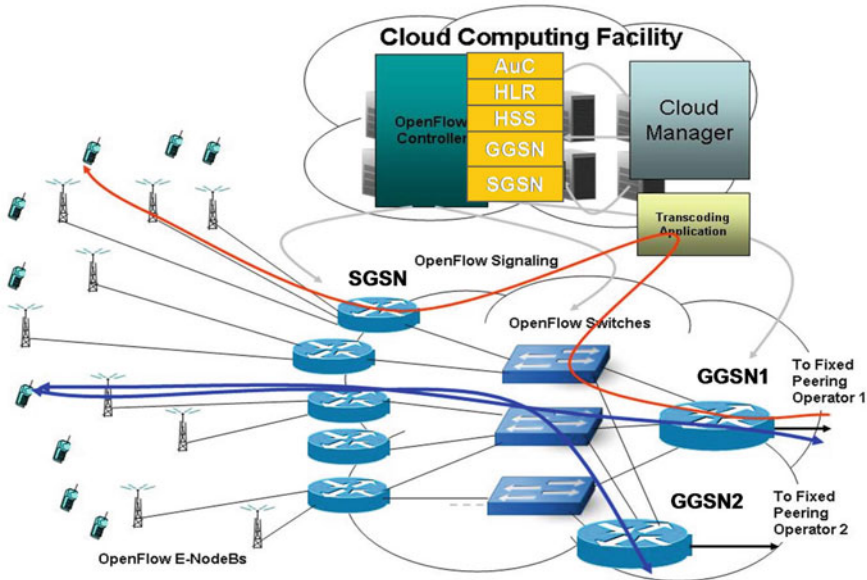 Cloud Computing Facility
AuC
HLR
HSS
GGSN
SGSN
OpenFlow
Controller
Cloud
Manager
Transcoding
Application
OpenFlow Signaling
SGSN
OpenFlow Switches
GGSN1
To Fixed
Peering
Operator 1
GGSN2
To Fixed
Peering
Operator 2
OpenFlow E-NodeBs